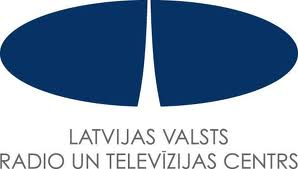 LATVIJAS VALSTS
RADIO UN TELEVĪZIJAS CENTRS